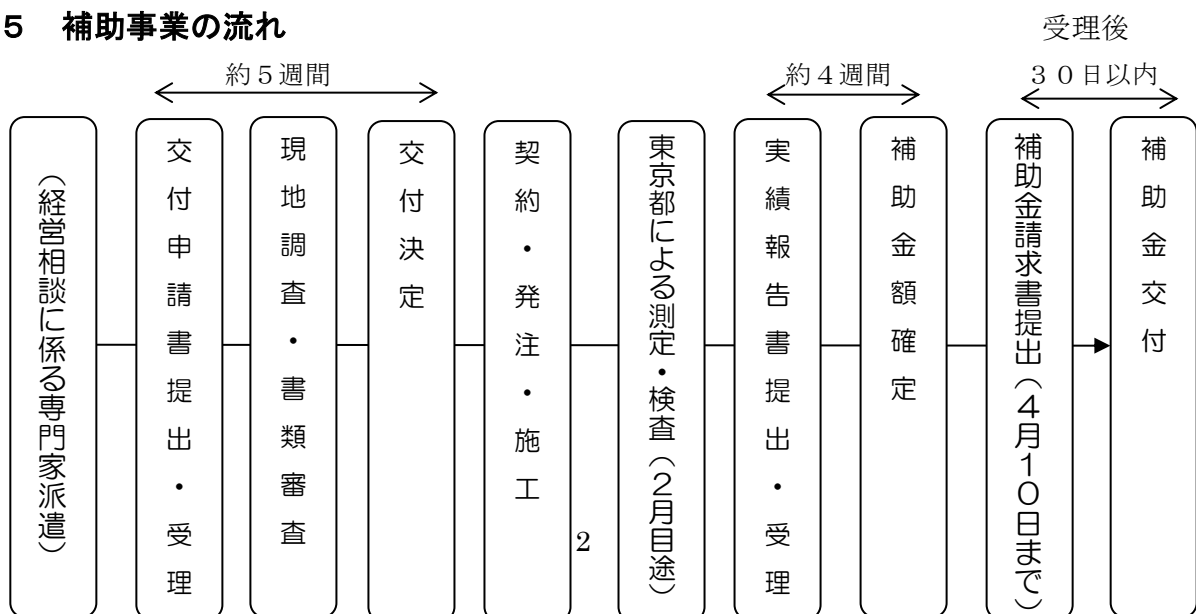 5 補助事業の流れ
受理後
約5週間
約4週間
30日以内
(経営相談に係る専門家派遣)
交付申請書提出・受理
現地調査・書類審査
交付決定
契約・発注・施工
東京都による測定・検査(2月目途)
実績報告書提出・受理
補助金額確定
補助金請求書提出(4月10日まで)
補助金交付
2